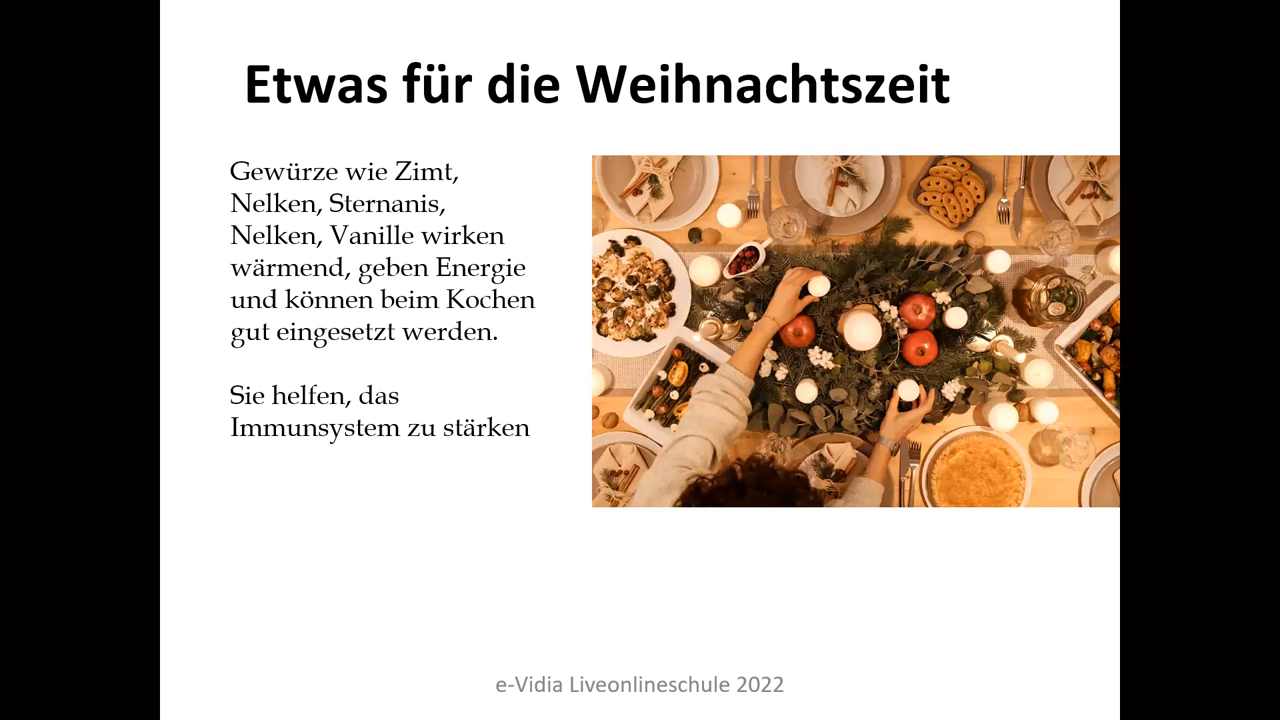 Etwas für die Weihnachtszeit
Gewürze wie Zimt,
Nelken, Sternanis,
Nelken, Vanille wirken
wärmend, geben Energie
und können beim Kochen
gut eingesetzt werden.
Sie helfen, das
Immunsystem zu stärken
e-Vidia Liveonlineschule 2022